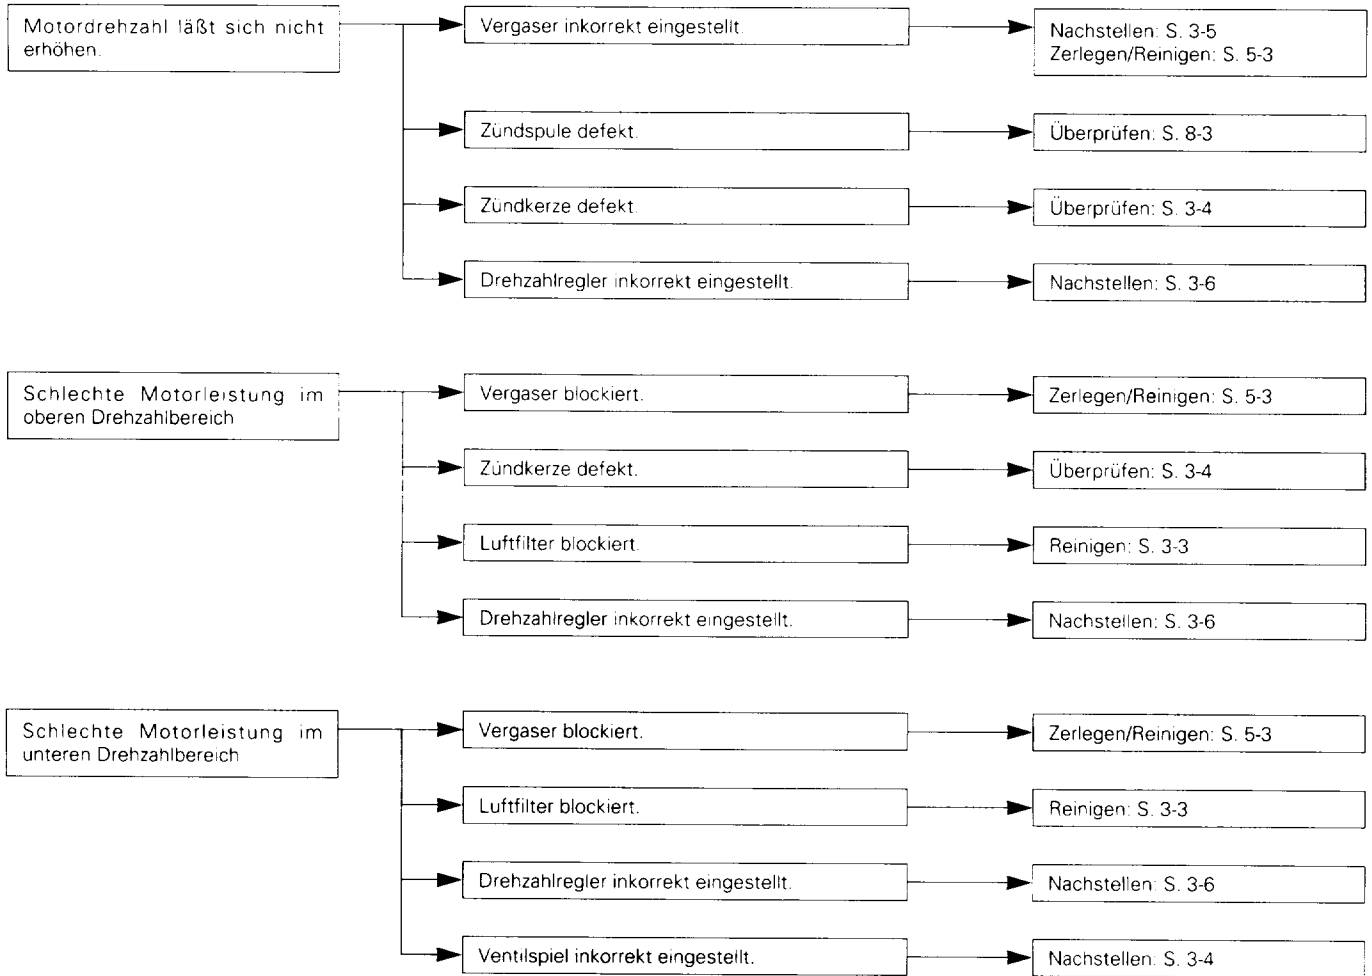 Motordrehzahl läßt sich nicht
erhöhen.
Vergaser inkorrekt eingestellt.
Nachstellen: S. 3-5
Zerlegen/Reinigen: S. 5-3
Zündspule defekt.
Überprüfen: S. 8-3
Zündkerze defekt.
Überprüfen: S. 3-4
Drehzahlregler inkorrekt eingestellt.
Nachstellen: S. 3-6
Schlechte Motorleistung im
oberen Drehzahlbereich
Vergaser blockiert.
Zerlegen/Reinigen: S. 5-3
Zündkerze defekt.
Überprüfen: S. 3-4
Luftfilter blockiert.
Reinigen: S. 3-3
Drehzahlregler inkorrekt eingestellt.
Nachstellen: S. 3-6
Schlechte Motorleistung im
unteren Drehzahlbereich
Vergaser blockiert.
Zerlegen/Reinigen: S. 5-3
Luftfilter blockiert.
Reinigen: S. 3-3
Drehzahlregler inkorrekt eingestellt.
Nachstellen: S. 3-6
Ventilspiel inkorrekt eingestellt.
Nachstellen: S. 3-4